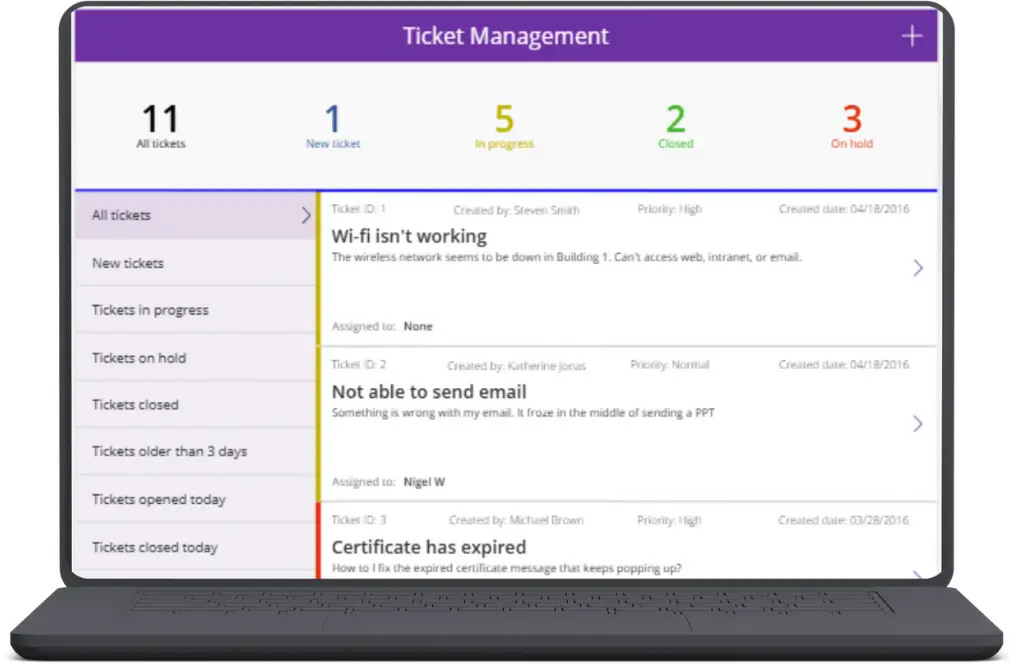 Ticket Management +
11 1 5 2 3
All tickets New ticket In progress Closed On hold
All tickets
New tickets
Tickets in progress
Tickets on hold
Tickets closed
Tickets older than 3 days
Tickets opened today
Tickets closed today
Ticket ID: 1 Created by: Steven Smith Priority: High Created date: 04/18/2016
Wi-fi isn't working
The wireless network seems to be down in Building 1. Can't access web, intranet, or email.
Assigned to: None
Ticket ID: 2 Created by: Katherine Jonas Priority: Normal Created date: 04/18/2016
Not able to send email
Something is wrong with my email. It froze in the middle of sending a PPT
Assigned to: Nigel W
Ticket ID: 3 Created by: Michael Brown Priority: High Created date: 03/28/2016
Certificate has expired
How to I fix the expired certificate message that keeps popping up?